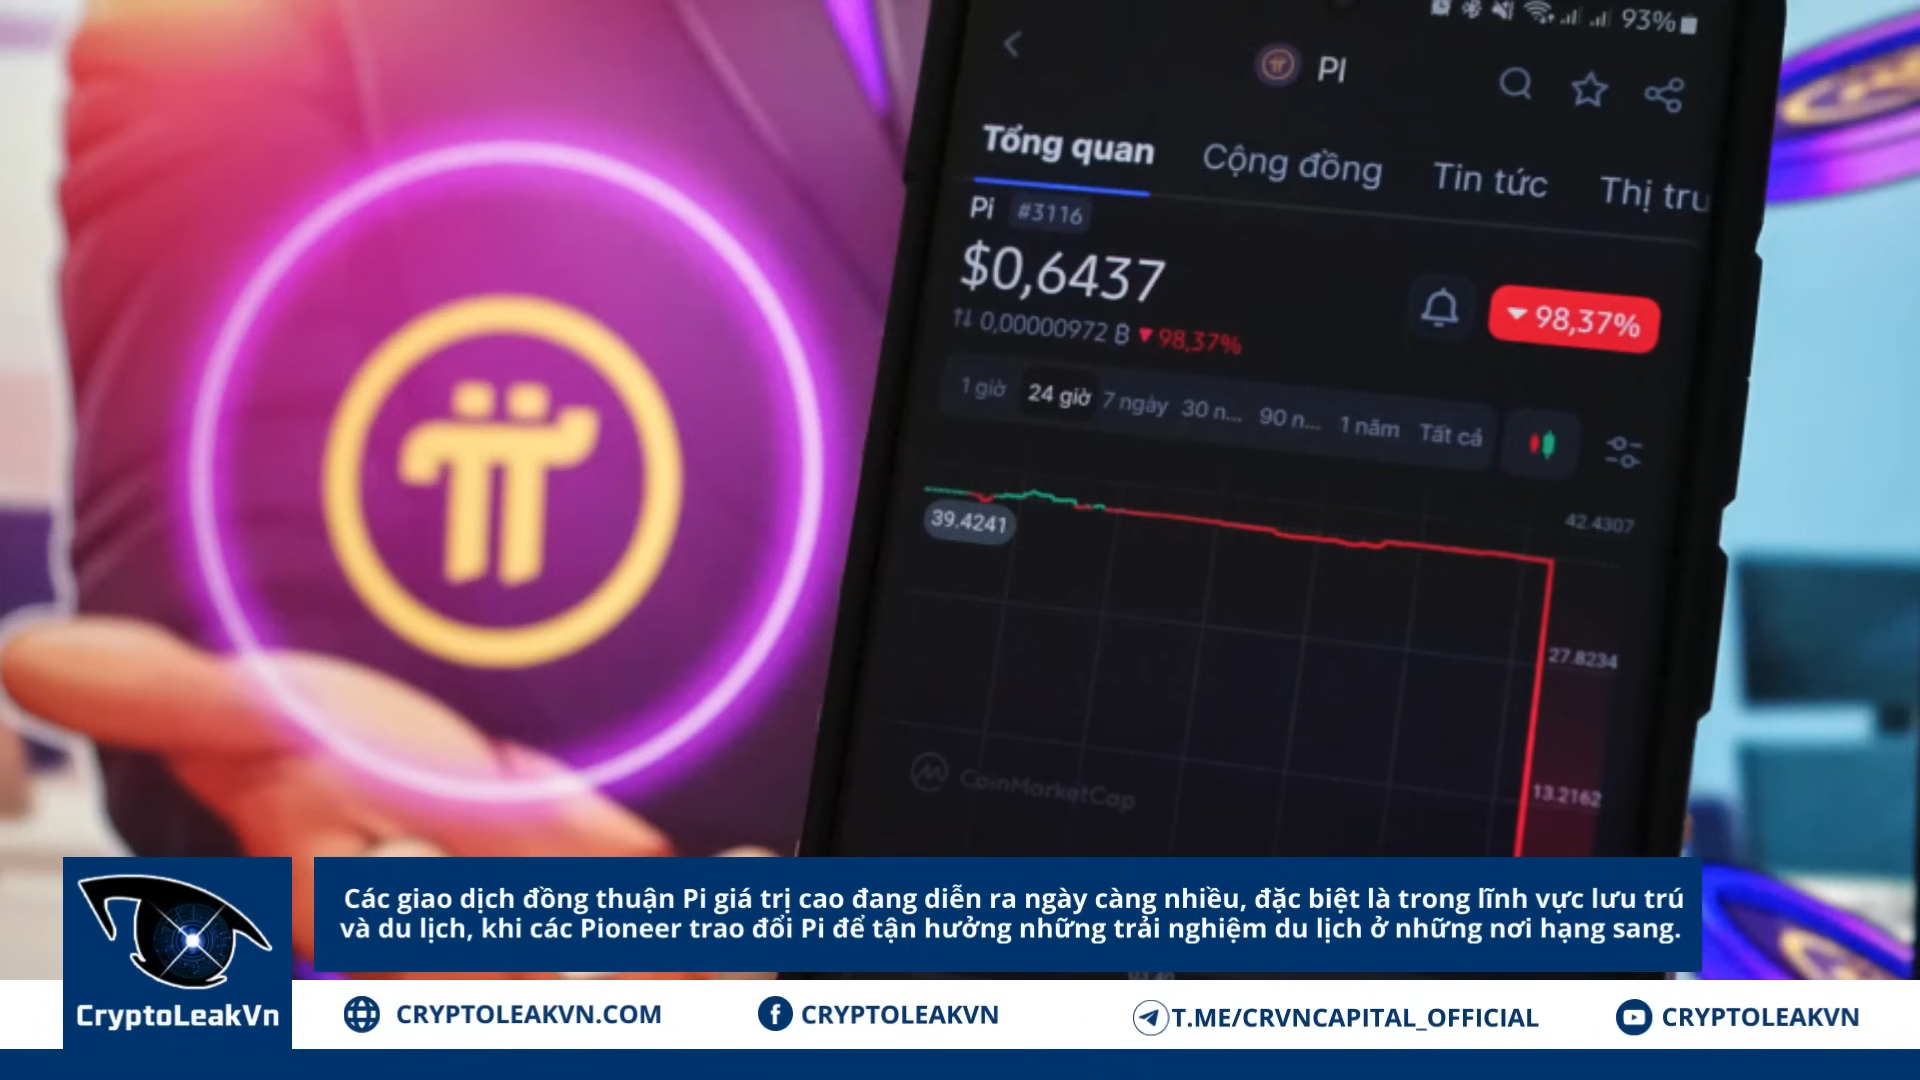 93%
PI
Tổng quan Cộng đồng Tin tức Thị trư
Pi #3116
$0,6437
98,37%
0,00000972 ₿ 98,37%
1 giờ 24 giờ 7 ngày 30 n... 90 n... 1 năm Tất cả
42.4307
39.4241
27.8234
13.2162
CoinMarketCap
Các giao dịch đồng thuận Pi giá trị cao đang diễn ra ngày càng nhiều, đặc biệt là trong lĩnh vực lưu trú
và du lịch, khi các Pioneer trao đổi Pi để tận hưởng những trải nghiệm du lịch ở những nơi hạng sang.
CryptoLeakVn
CRYPTOLEAKVN.COM
CRYPTOLEAKVN
T.ME/CRVNCAPITAL_OFFICIAL
CRYPTOLEAKVN